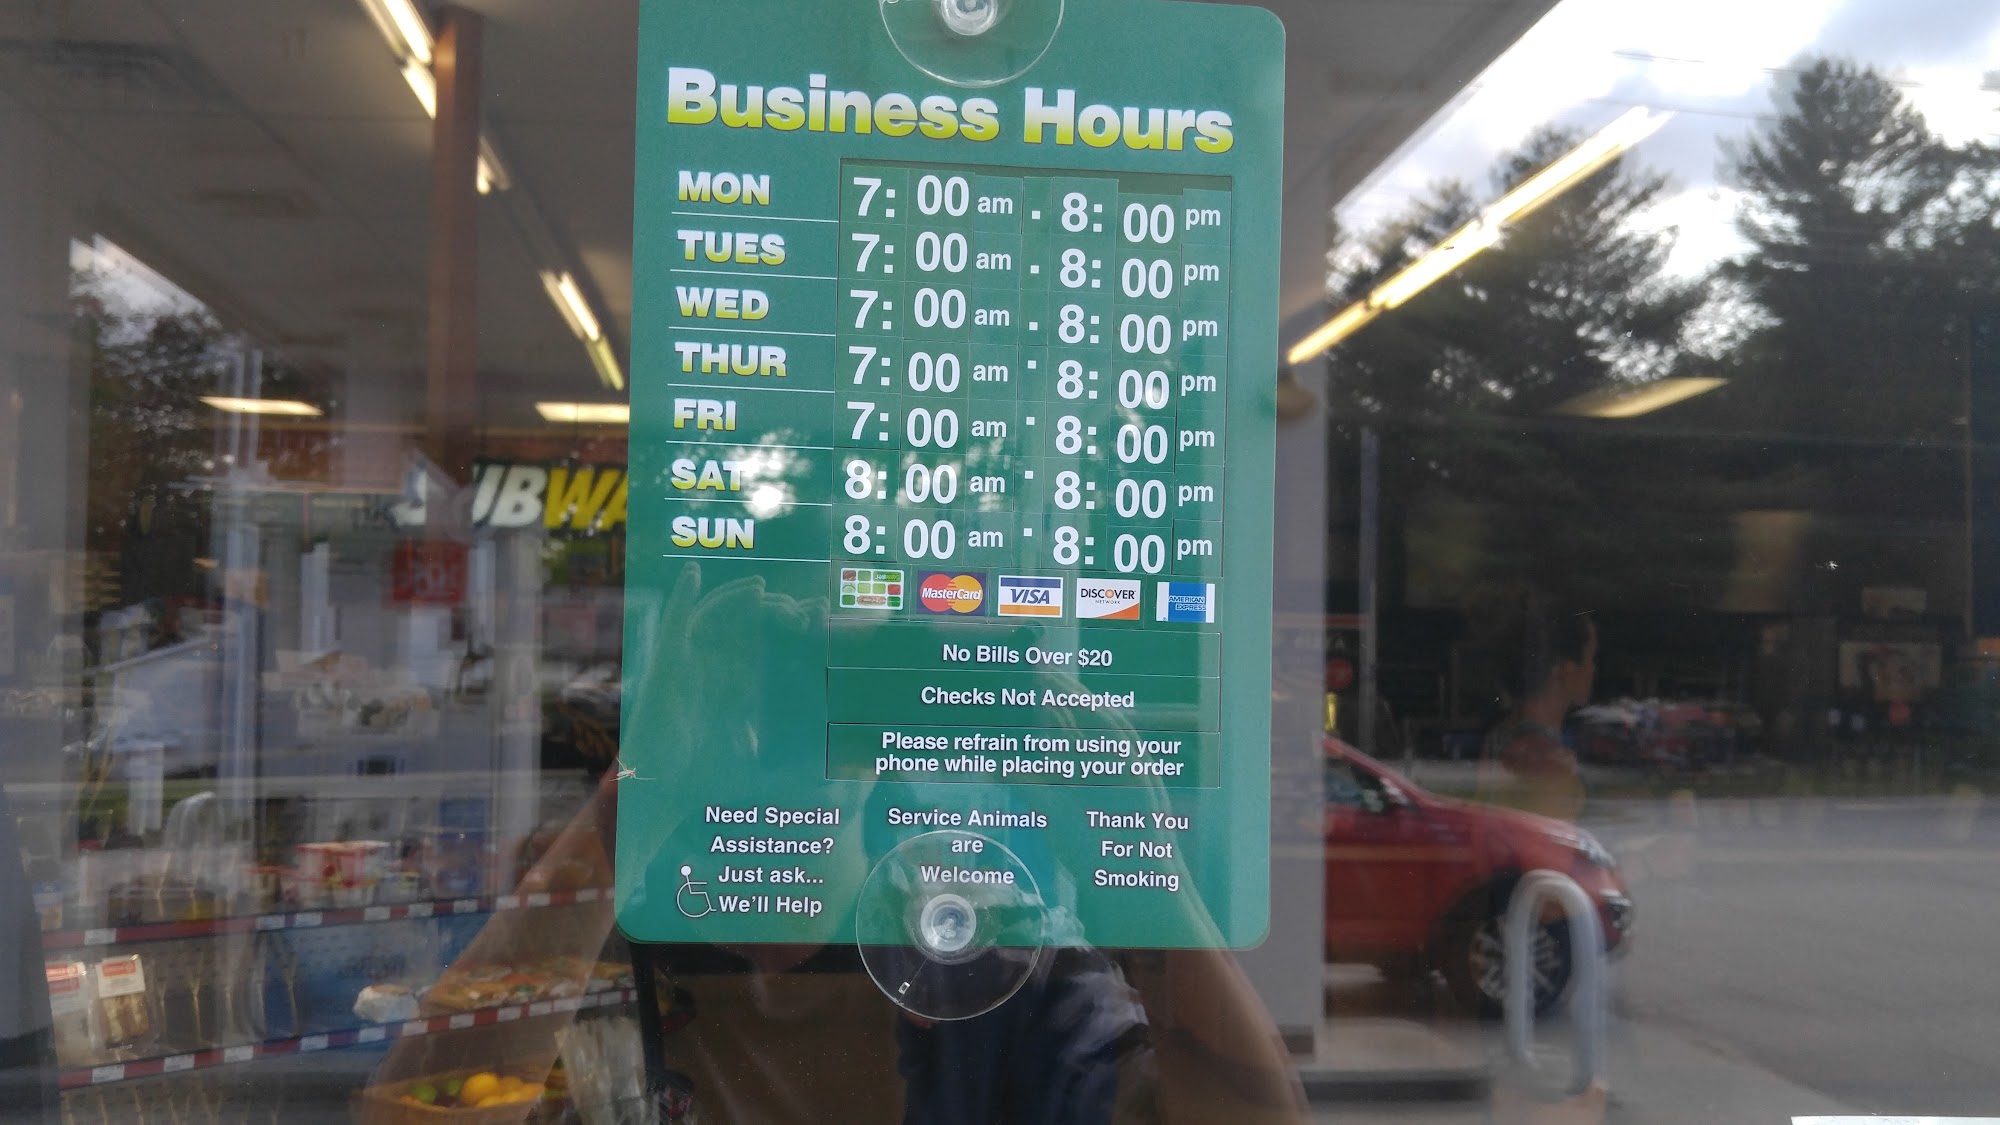 Business Hours
MON 7:00 am - 8:00 pm
TUES 7:00 am - 8:00 pm
WED 7:00 am - 8:00 pm
THUR 7:00 am - 8:00 pm
FRI 7:00 am - 8:00 pm
SAT 8:00 am - 8:00 pm
SUN 8:00 am - 8:00 pm
MasterCard VISA DISCOVER NETWORK AMERICAN EXPRESS
No Bills Over $20
Checks Not Accepted
Please refrain from using your
phone while placing your order
Need Special
Assistance?
Just ask...
We'll Help
Service Animals
are
Welcome
Thank You
For Not
Smoking
UBWA